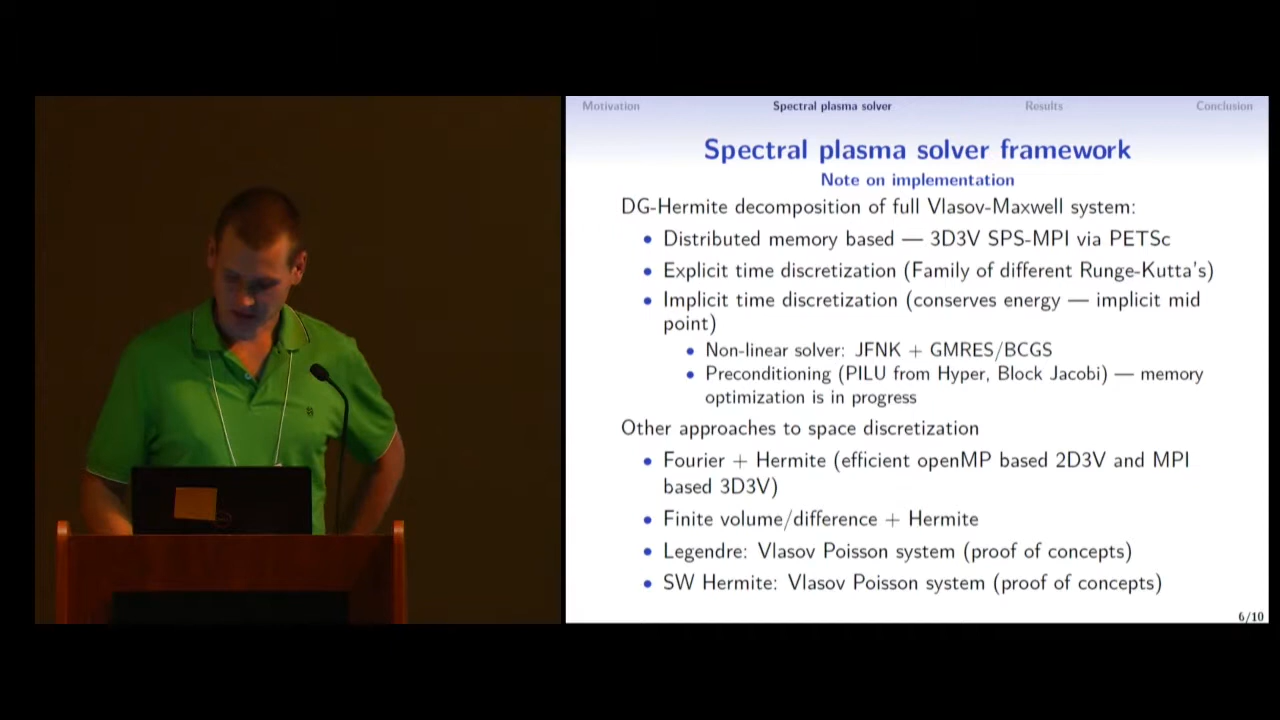 Motivation
Spectral plasma solver
Results
Conclusion
Spectral plasma solver framework
Note on implementation
DG-Hermite decomposition of full Vlasov-Maxwell system:
• Distributed memory based — 3D3V SPS-MPI via PETSc
• Explicit time discretization (Family of different Runge-Kutta's)
• Implicit time discretization (conserves energy — implicit mid
point)
• Non-linear solver: JFNK + GMRES/BCGS
• Preconditioning (PILU from Hyper, Block Jacobi) — memory
optimization is in progress
Other approaches to space discretization
• Fourier + Hermite (efficient openMP based 2D3V and MPI
based 3D3V)
• Finite volume/difference + Hermite
• Legendre: Vlasov Poisson system (proof of concepts)
• SW Hermite: Vlasov Poisson system (proof of concepts)
6/10